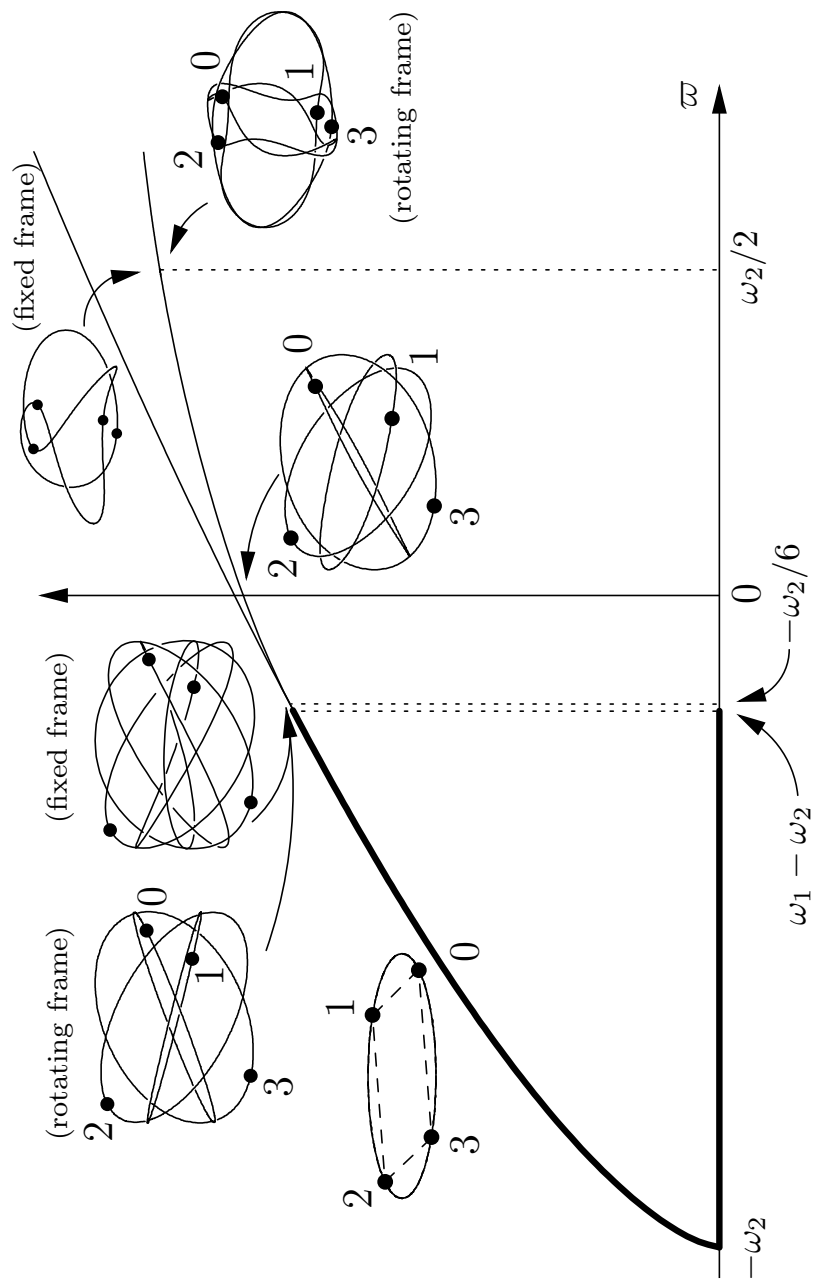 (fixed frame)
(rotating frame)
(fixed frame)
2
0
2
0
1
3
2
0
1
1
2
3
(rotating frame)
1
3
0
3
ϖ
−ω₂
0
ω₂/2
−ω₂/6
ω₁ − ω₂